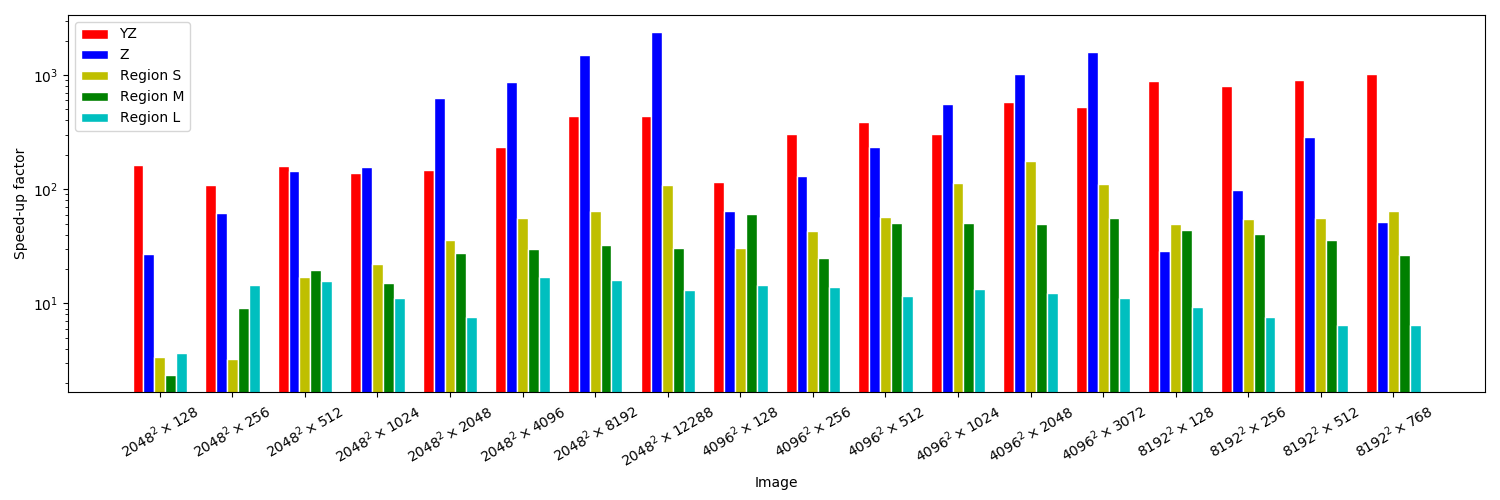 YZ
Z
Region S
Region M
Region L
Speed-up factor
10³
10²
10¹
2048² × 128
2048² × 256
2048² × 512
2048² × 1024
2048² × 2048
2048² × 4096
2048² × 8192
2048² × 12288
4096² × 128
4096² × 256
4096² × 512
4096² × 1024
4096² × 2048
4096² × 3072
8192² × 128
8192² × 256
8192² × 512
8192² × 768
Image